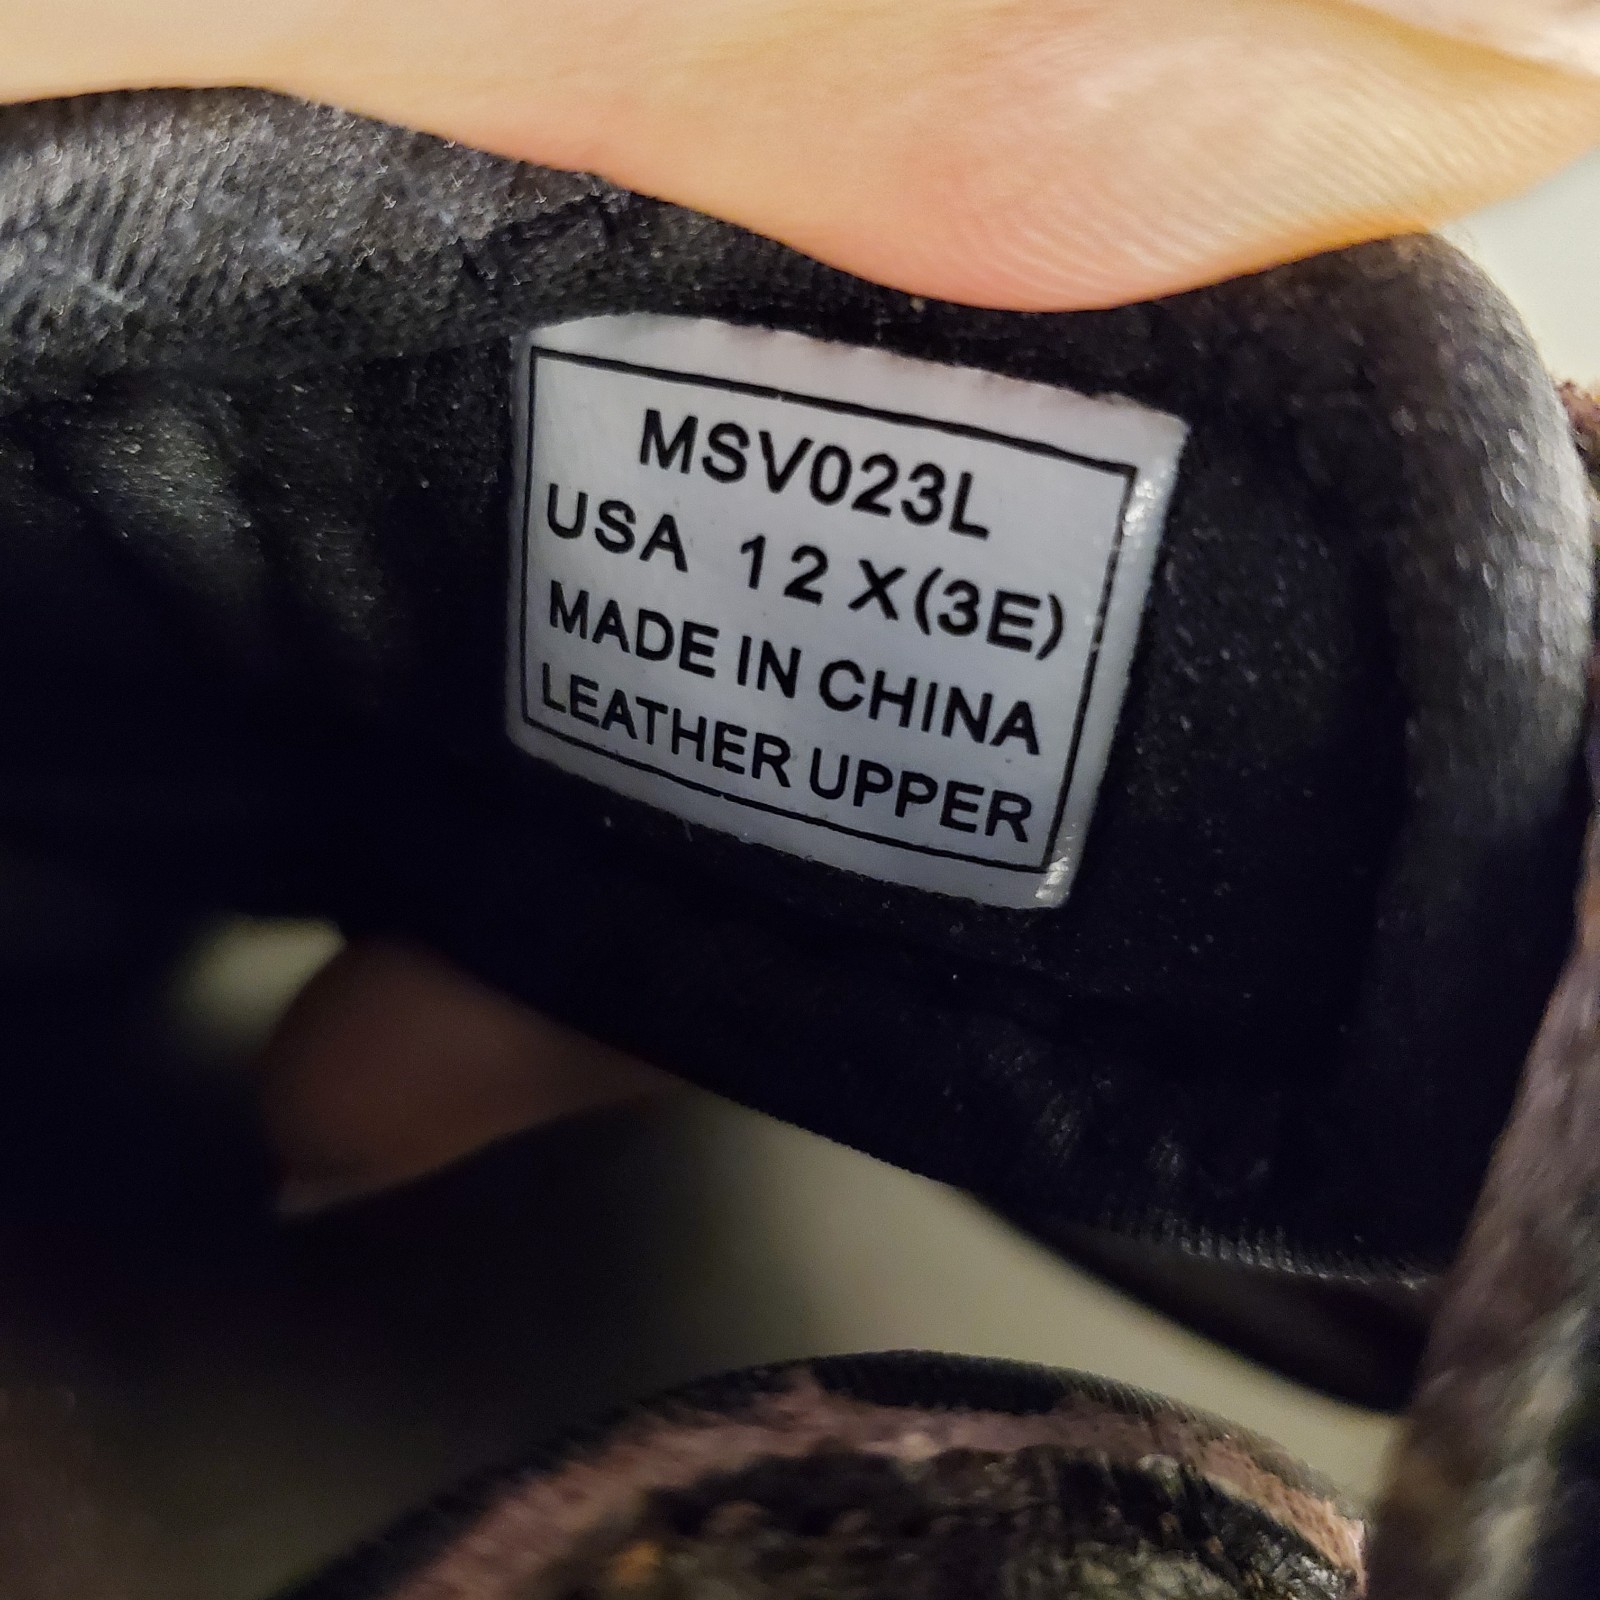 MSV023L
USA 12 X(3E)
MADE IN CHINA
LEATHER UPPER